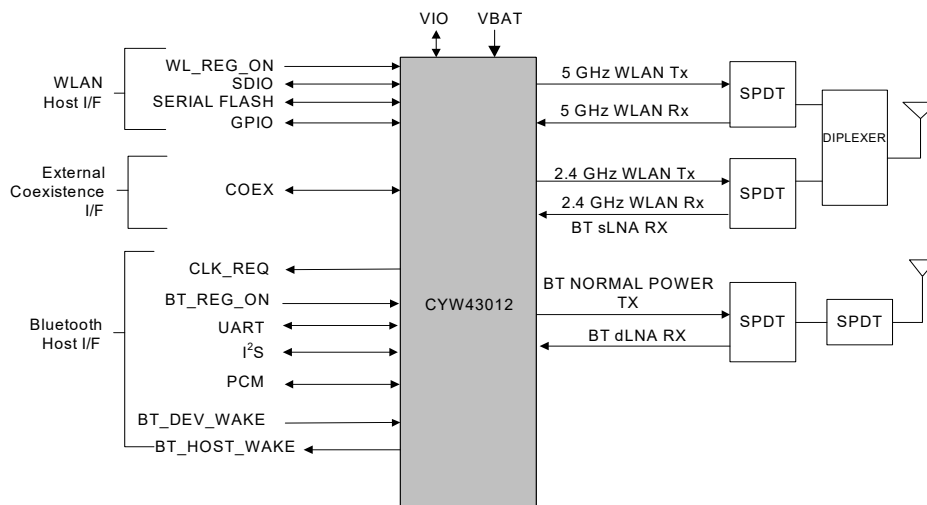 VIO
VBAT
WLAN
Host I/F
WL_REG_ON
SDIO
SERIAL FLASH
GPIO
External
Coexistence
I/F
COEX
Bluetooth
Host I/F
CLK_REQ
BT_REG_ON
UART
I²S
PCM
BT_DEV_WAKE
BT_HOST_WAKE
CYW43012
5 GHz WLAN Tx
5 GHz WLAN Rx
SPDT
DIPLEXER
2.4 GHz WLAN Tx
2.4 GHz WLAN Rx
BT sLNA RX
SPDT
BT NORMAL POWER
TX
BT dLNA RX
SPDT
SPDT